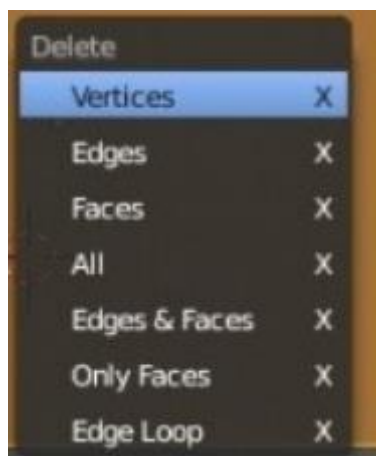 Delete
Vertices X
Edges X
Faces X
All X
Edges & Faces X
Only Faces X
Edge Loop X